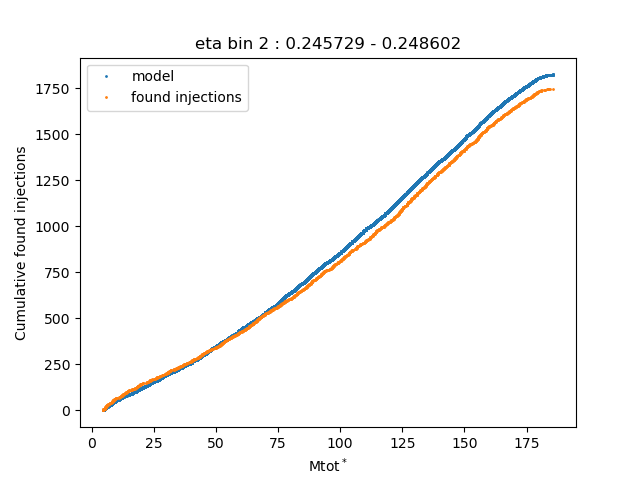 eta bin 2 : 0.245729 - 0.248602
model
found injections
Cumulative found injections
1750
1500
1250
1000
750
500
250
0
0 25 50 75 100 125 150 175
Mtot*